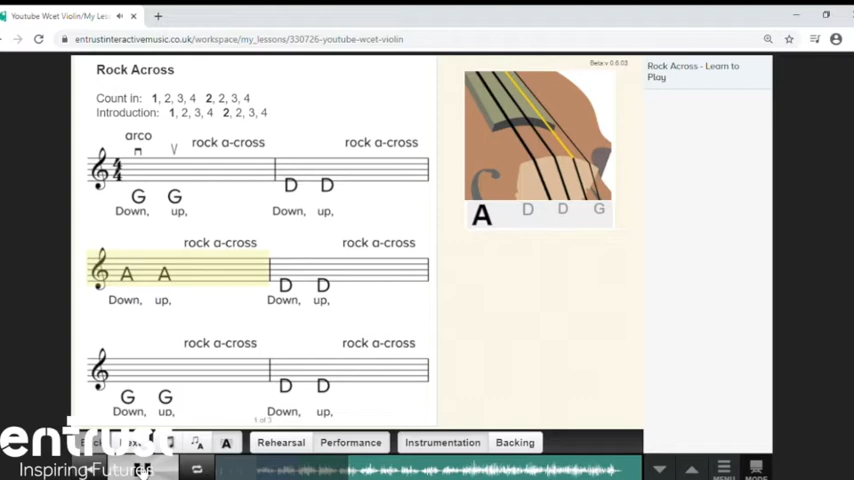 Youtube Wcet Violin/My Les
entrustinteractivemusic.co.uk/workspace/my_lessons/330726-youtube-wcet-violin
Rock Across
Beta v 0.6.03
Rock Across - Learn to
Play
Count in: 1, 2, 3, 4 2, 2, 3, 4
Introduction: 1, 2, 3, 4 2, 2, 3, 4
arco
rock a-cross rock a-cross
4
4
G G D D
Down, up, Down, up,
A D D G
rock a-cross rock a-cross
A A D D
Down, up, Down, up,
rock a-cross rock a-cross
G G D D
Down, up, Down, up,
1 of 3
A Rehearsal Performance Instrumentation Backing
entrust
Inspiring Futures
MENU MODE